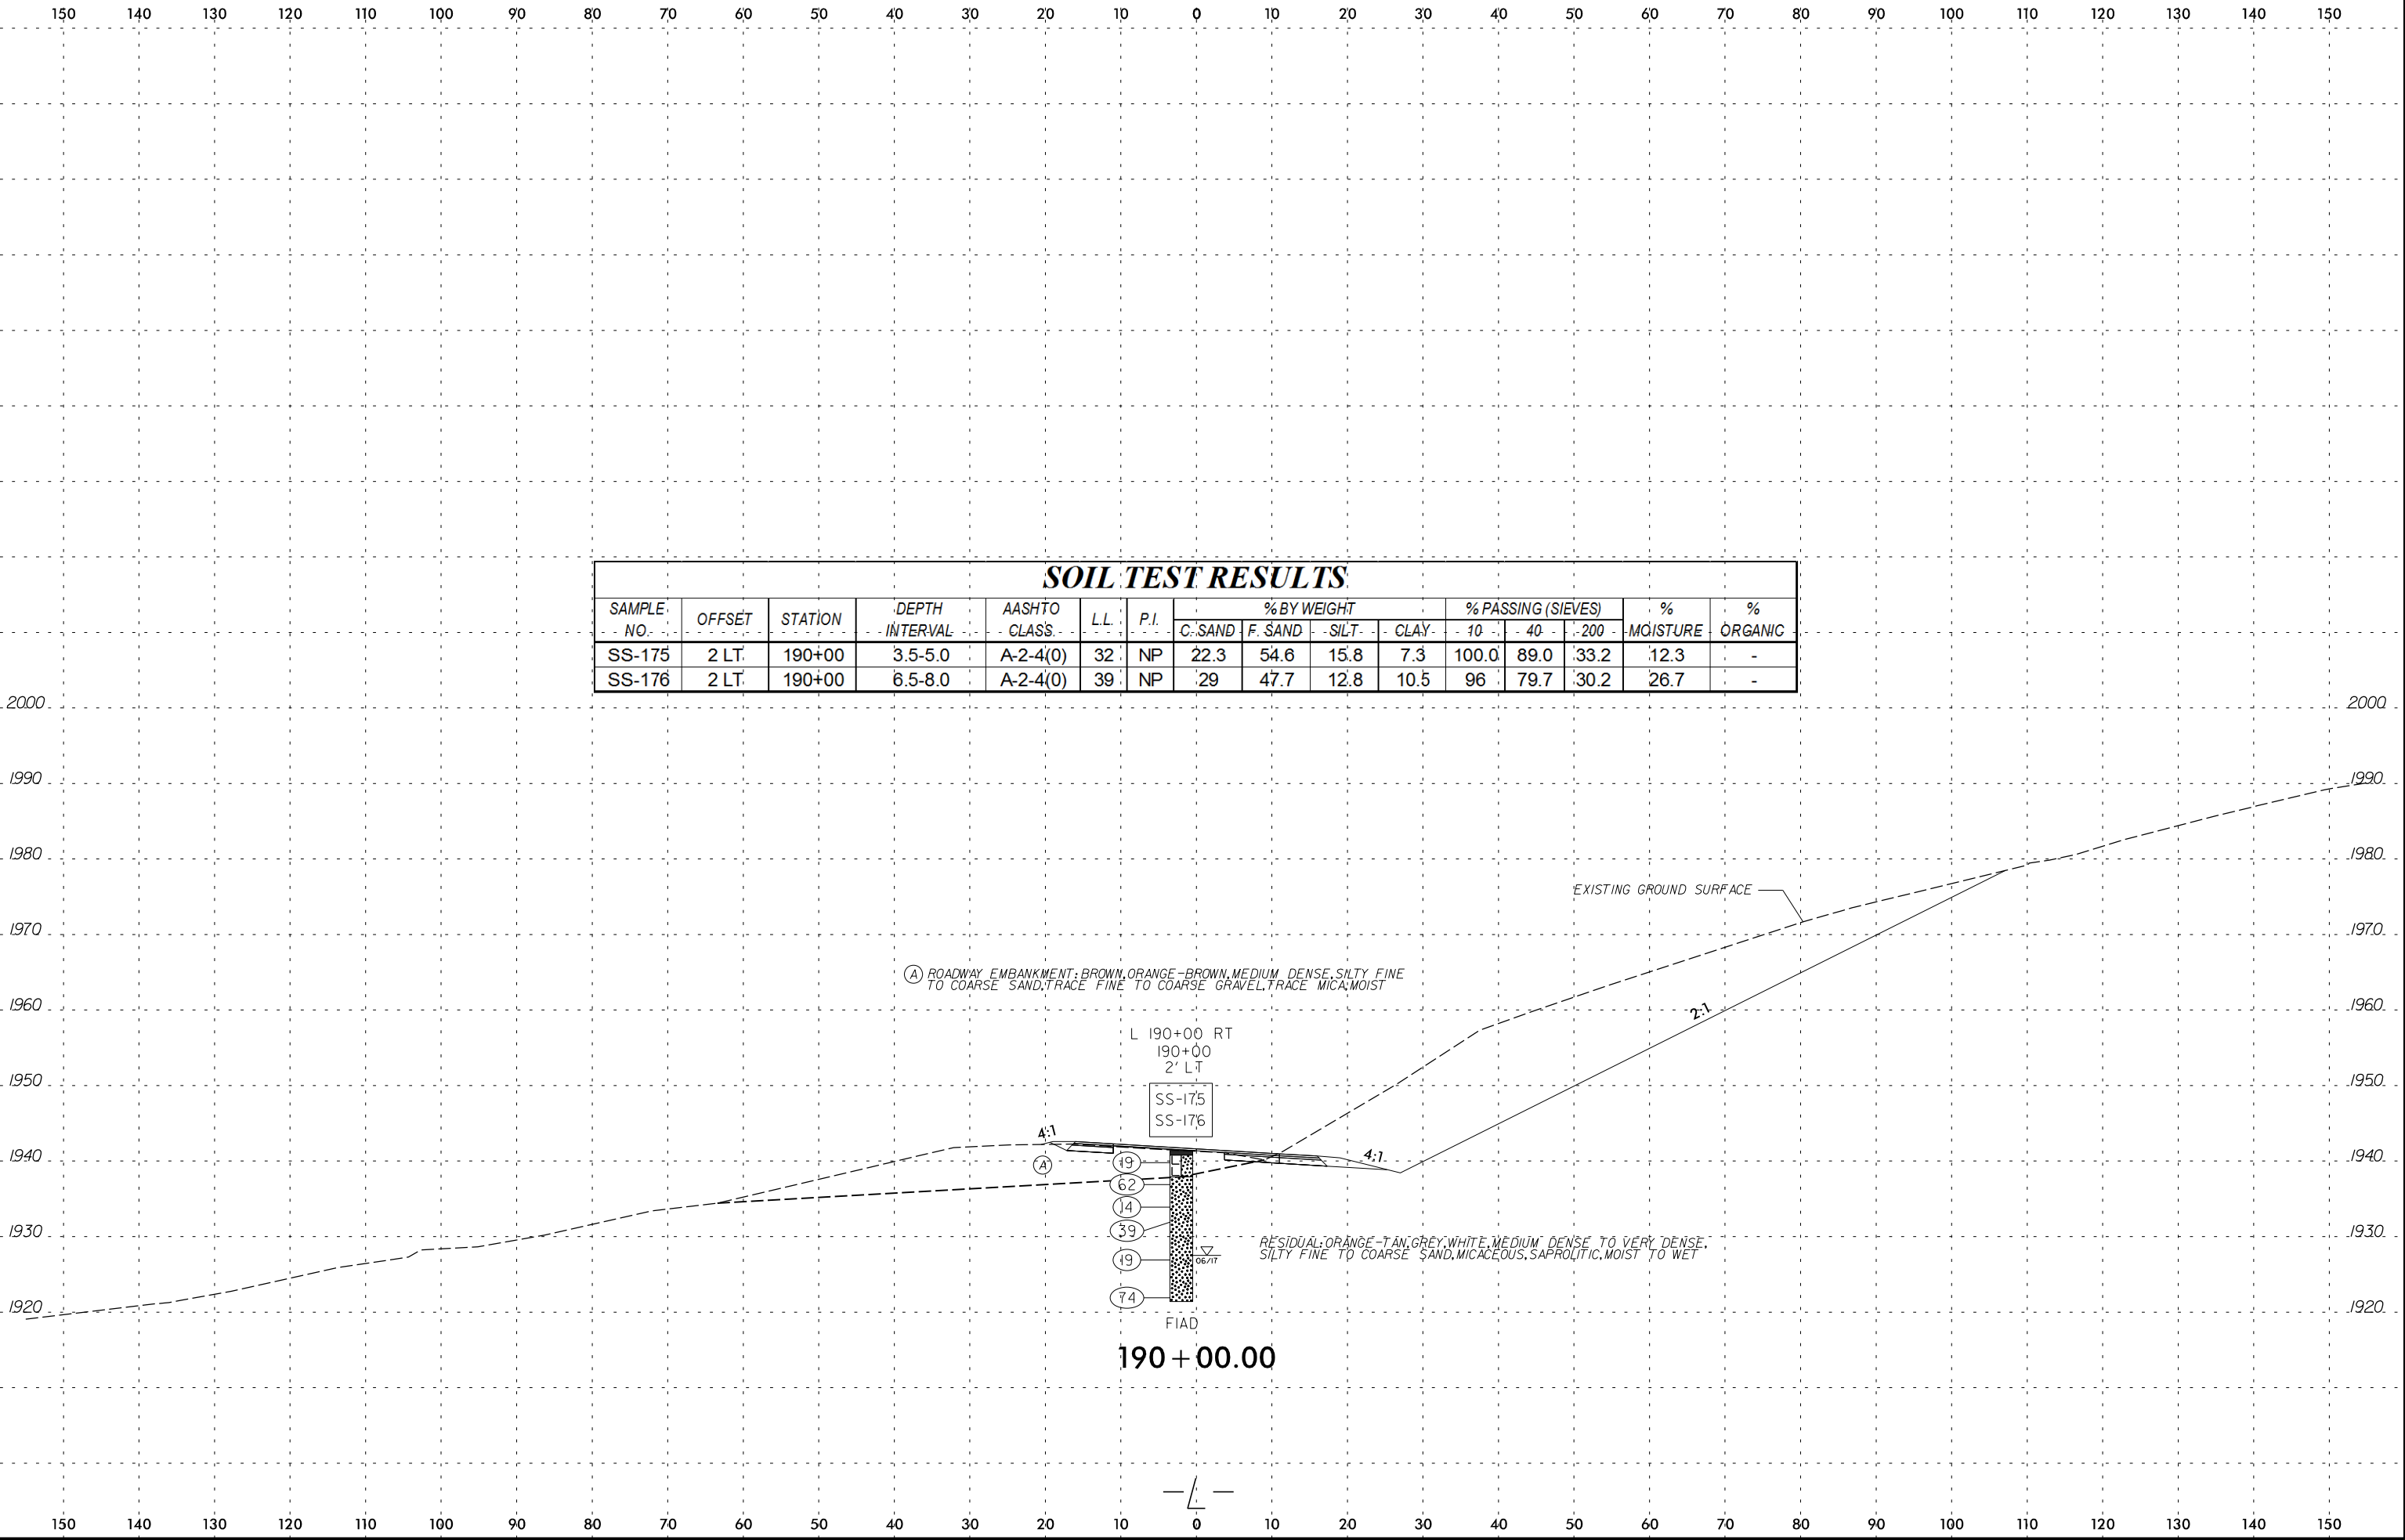 150 140 130 120 110 100 90 80 70 60 50 40 30 20 10 0 10 20 30 40 50 60 70 80 90 100 110 120 130 140 150
SOIL TEST RESULTS
SAMPLE NO. OFFSET STATION DEPTH INTERVAL AASHTO CLASS. L.L. P.I. % BY WEIGHT % PASSING (SIEVES) % MOISTURE % ORGANIC
C. SAND F. SAND SILT CLAY 10 40 200
SS-175 2 LT 190+00 3.5-5.0 A-2-4(0) 32 NP 22.3 54.6 15.8 7.3 100.0 89.0 33.2 12.3 -
SS-176 2 LT 190+00 6.5-8.0 A-2-4(0) 39 NP 29 47.7 12.8 10.5 96 79.7 30.2 26.7 -
2000 2000
1990 1990
1980 1980
EXISTING GROUND SURFACE
1970 1970
A ROADWAY EMBANKMENT: BROWN, ORANGE-BROWN, MEDIUM DENSE, SILTY FINE
TO COARSE SAND, TRACE FINE TO COARSE GRAVEL, TRACE MICA, MOIST
1960 1960
2:1
L 190+00 RT
190+00
2' LT
1950 1950
SS-175
SS-176
4:1
4:1
1940 1940
A
19
62
14
39
1930 1930
RESIDUAL: ORANGE-TAN, GREY, WHITE, MEDIUM DENSE TO VERY DENSE,
SILTY FINE TO COARSE SAND, MICACEOUS, SAPROLITIC, MOIST TO WET
19
06/17
74
1920 1920
FIAD
190+00.00
L
150 140 130 120 110 100 90 80 70 60 50 40 30 20 10 0 10 20 30 40 50 60 70 80 90 100 110 120 130 140 150